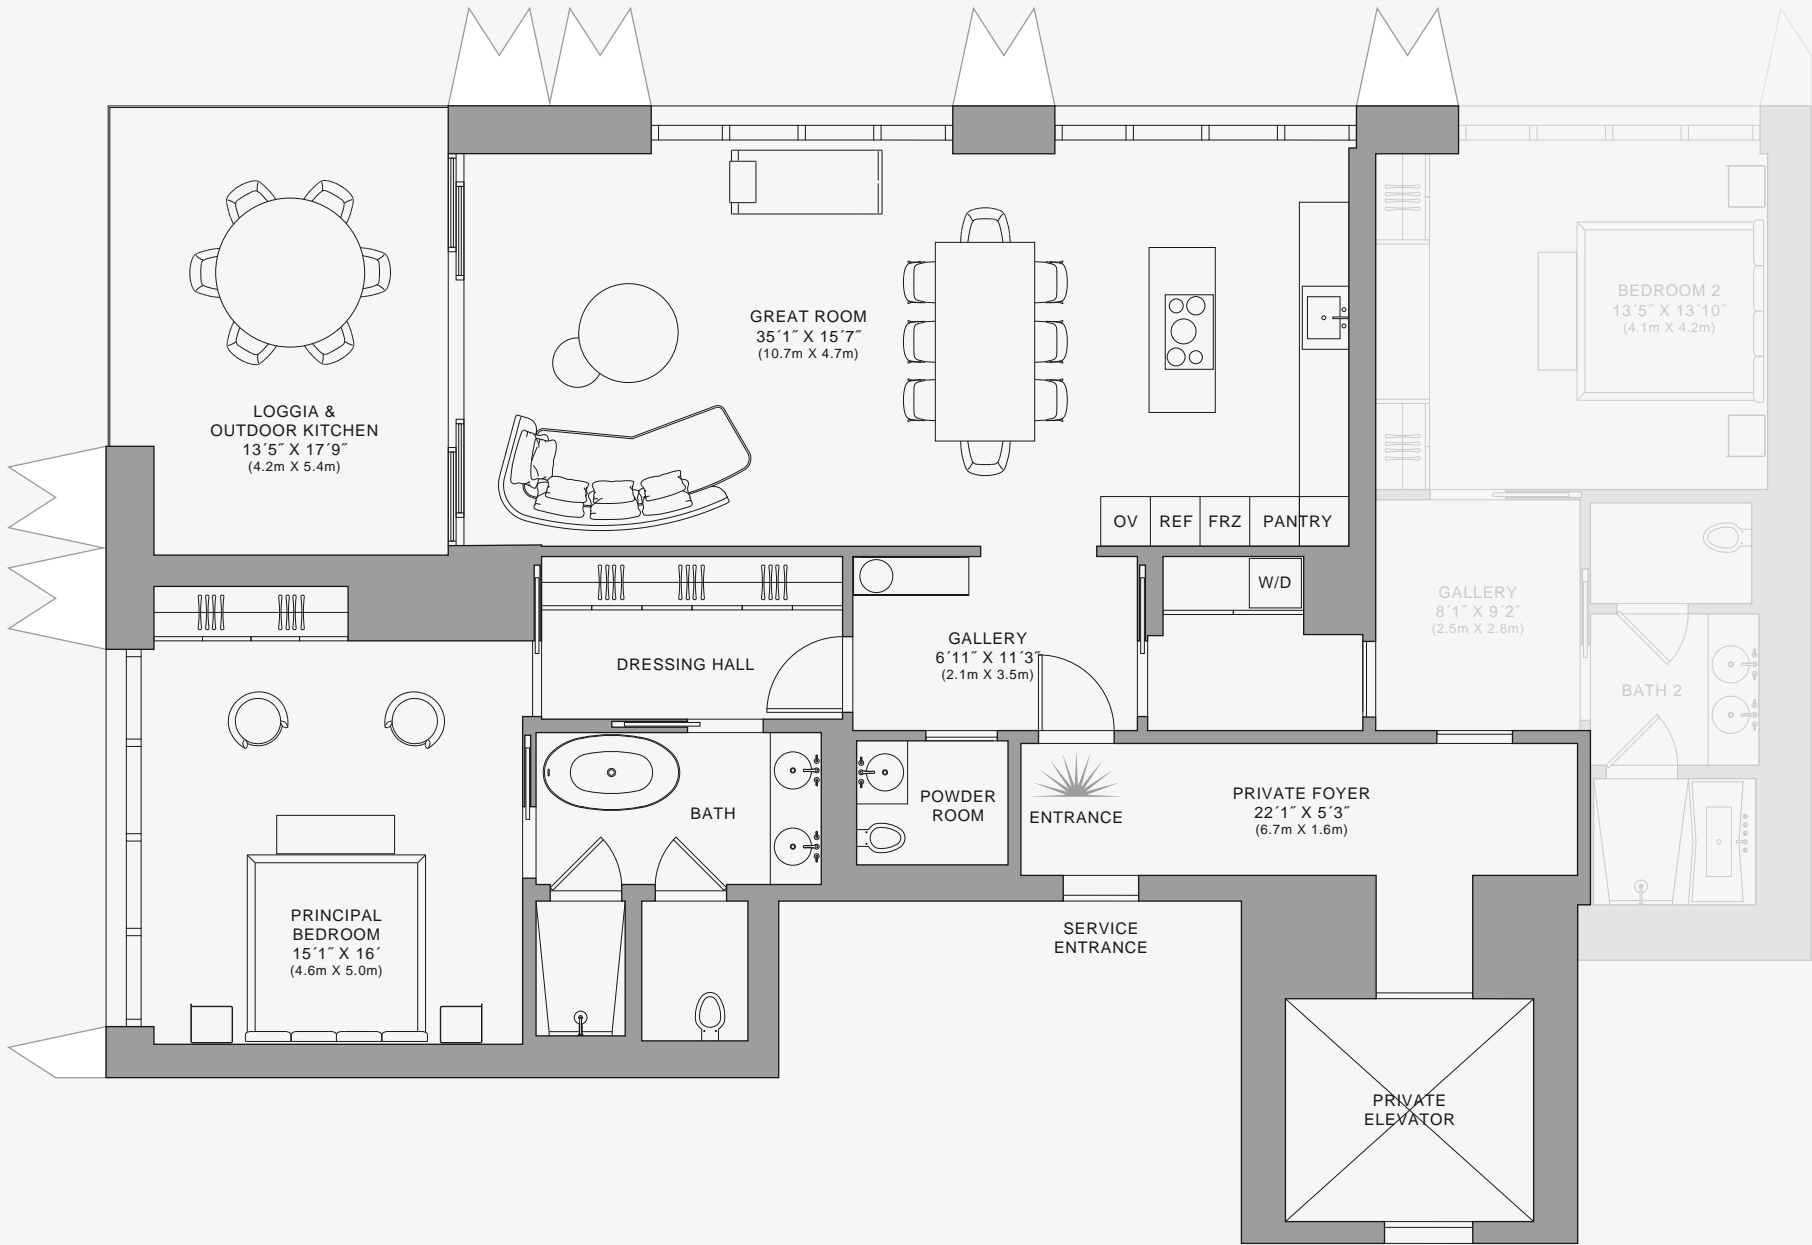 GREAT ROOM
35´1˝ X 15´7˝
(10.7m X 4.7m)
BEDROOM 2
13´5˝ X 13´10˝
(4.1m X 4.2m)
LOGGIA &
OUTDOOR KITCHEN
13´5˝ X 17´9˝
(4.2m X 5.4m)
OV
REF
FRZ
PANTRY
W/D
GALLERY
8´1˝ X 9´2˝
(2.5m X 2.8m)
DRESSING HALL
GALLERY
6´11˝ X 11´3˝
(2.1m X 3.5m)
BATH 2
BATH
POWDER
ROOM
ENTRANCE
PRIVATE FOYER
22´1˝ X 5´3˝
(6.7m X 1.6m)
PRINCIPAL
BEDROOM
15´1˝ X 16´
(4.6m X 5.0m)
SERVICE
ENTRANCE
PRIVATE
ELEVATOR